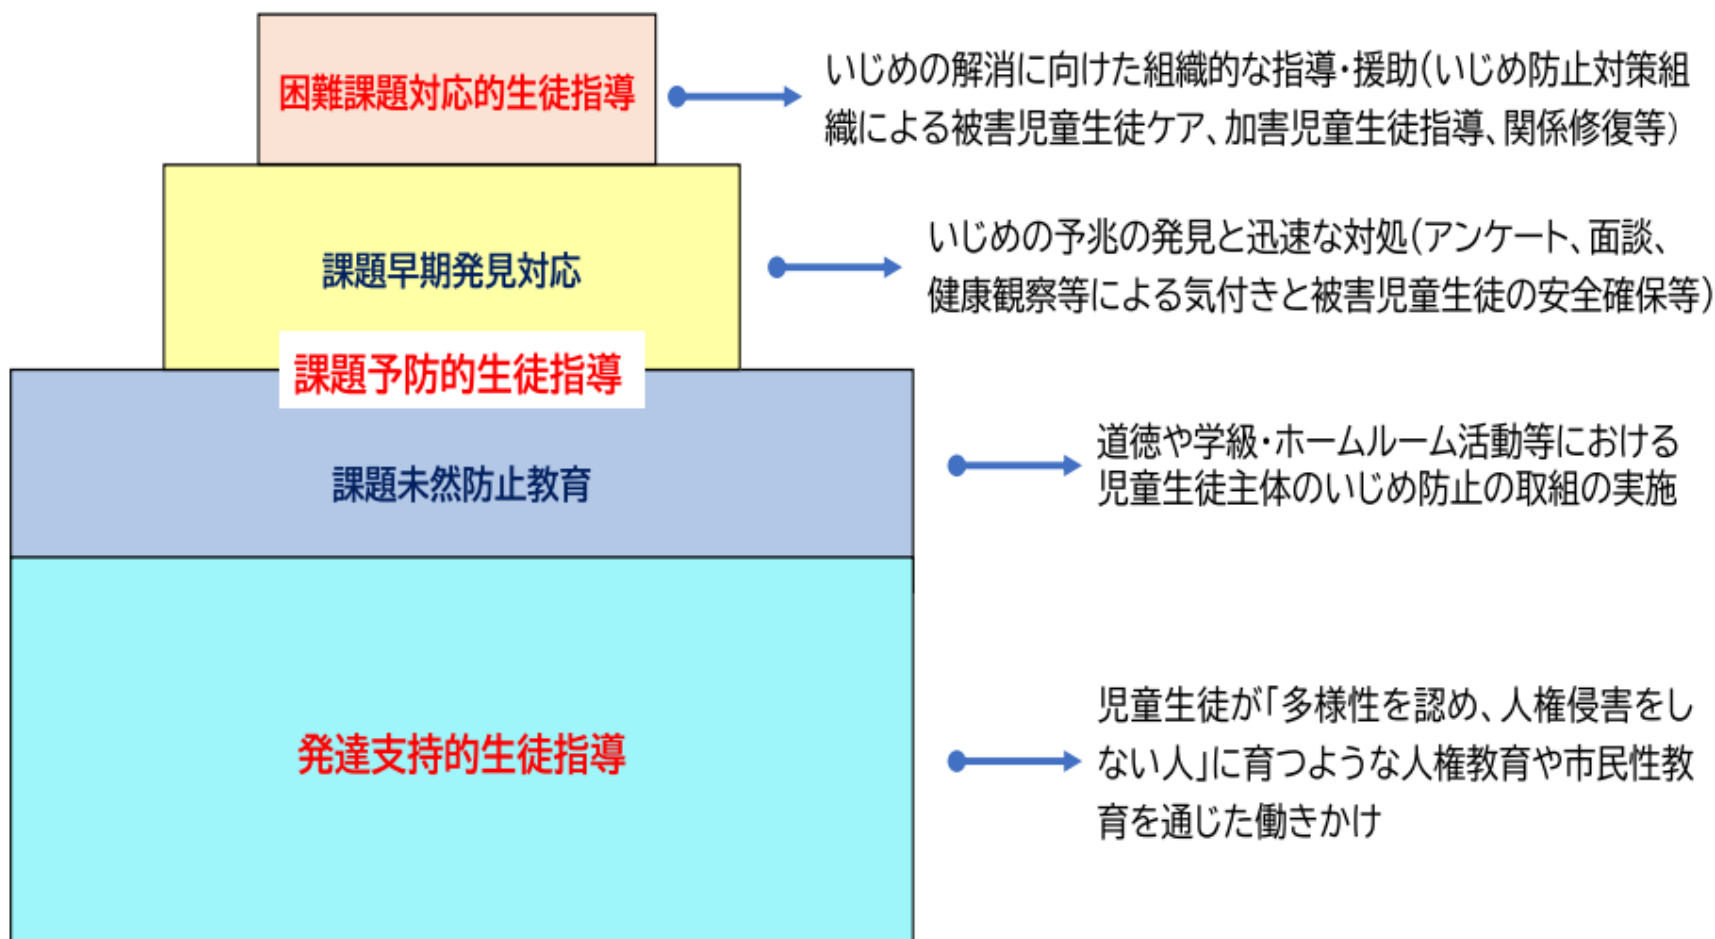 困難課題対応的生徒指導
いじめの解消に向けた組織的な指導・援助(いじめ防止対策組
織による被害児童生徒ケア、加害児童生徒指導、関係修復等)
課題早期発見対応
いじめの予兆の発見と迅速な対処(アンケート、面談、
健康観察等による気付きと被害児童生徒の安全確保等)
課題予防的生徒指導
課題未然防止教育
道徳や学級・ホームルーム活動等における
児童生徒主体のいじめ防止の取組の実施
発達支持的生徒指導
児童生徒が「多様性を認め、人権侵害をし
ない人」に育つような人権教育や市民性教
育を通じた働きかけ